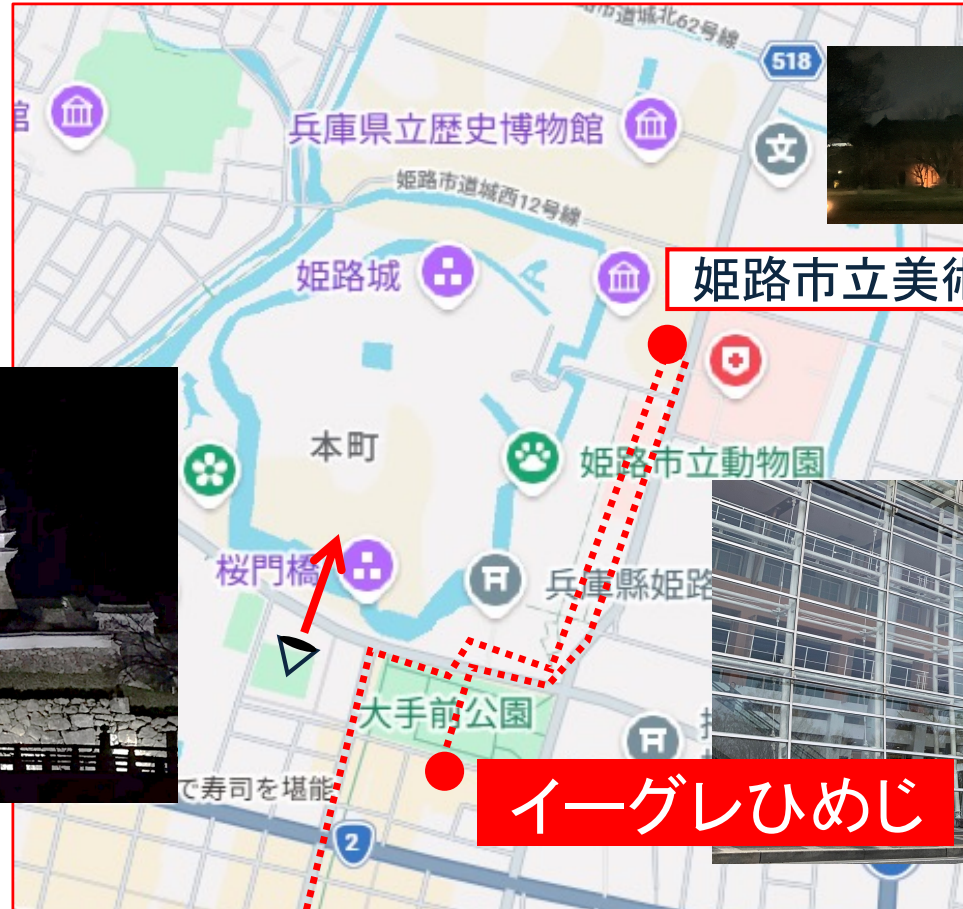 市道城北62号線
518
館
兵庫県立歴史博物館
文
姫路市道城西12号線
姫路城
姫路市立美術
本町
姫路市立動物園
桜門橋
兵庫縣姫路
大手前公園
で寿司を堪能
イーグレひめじ
2